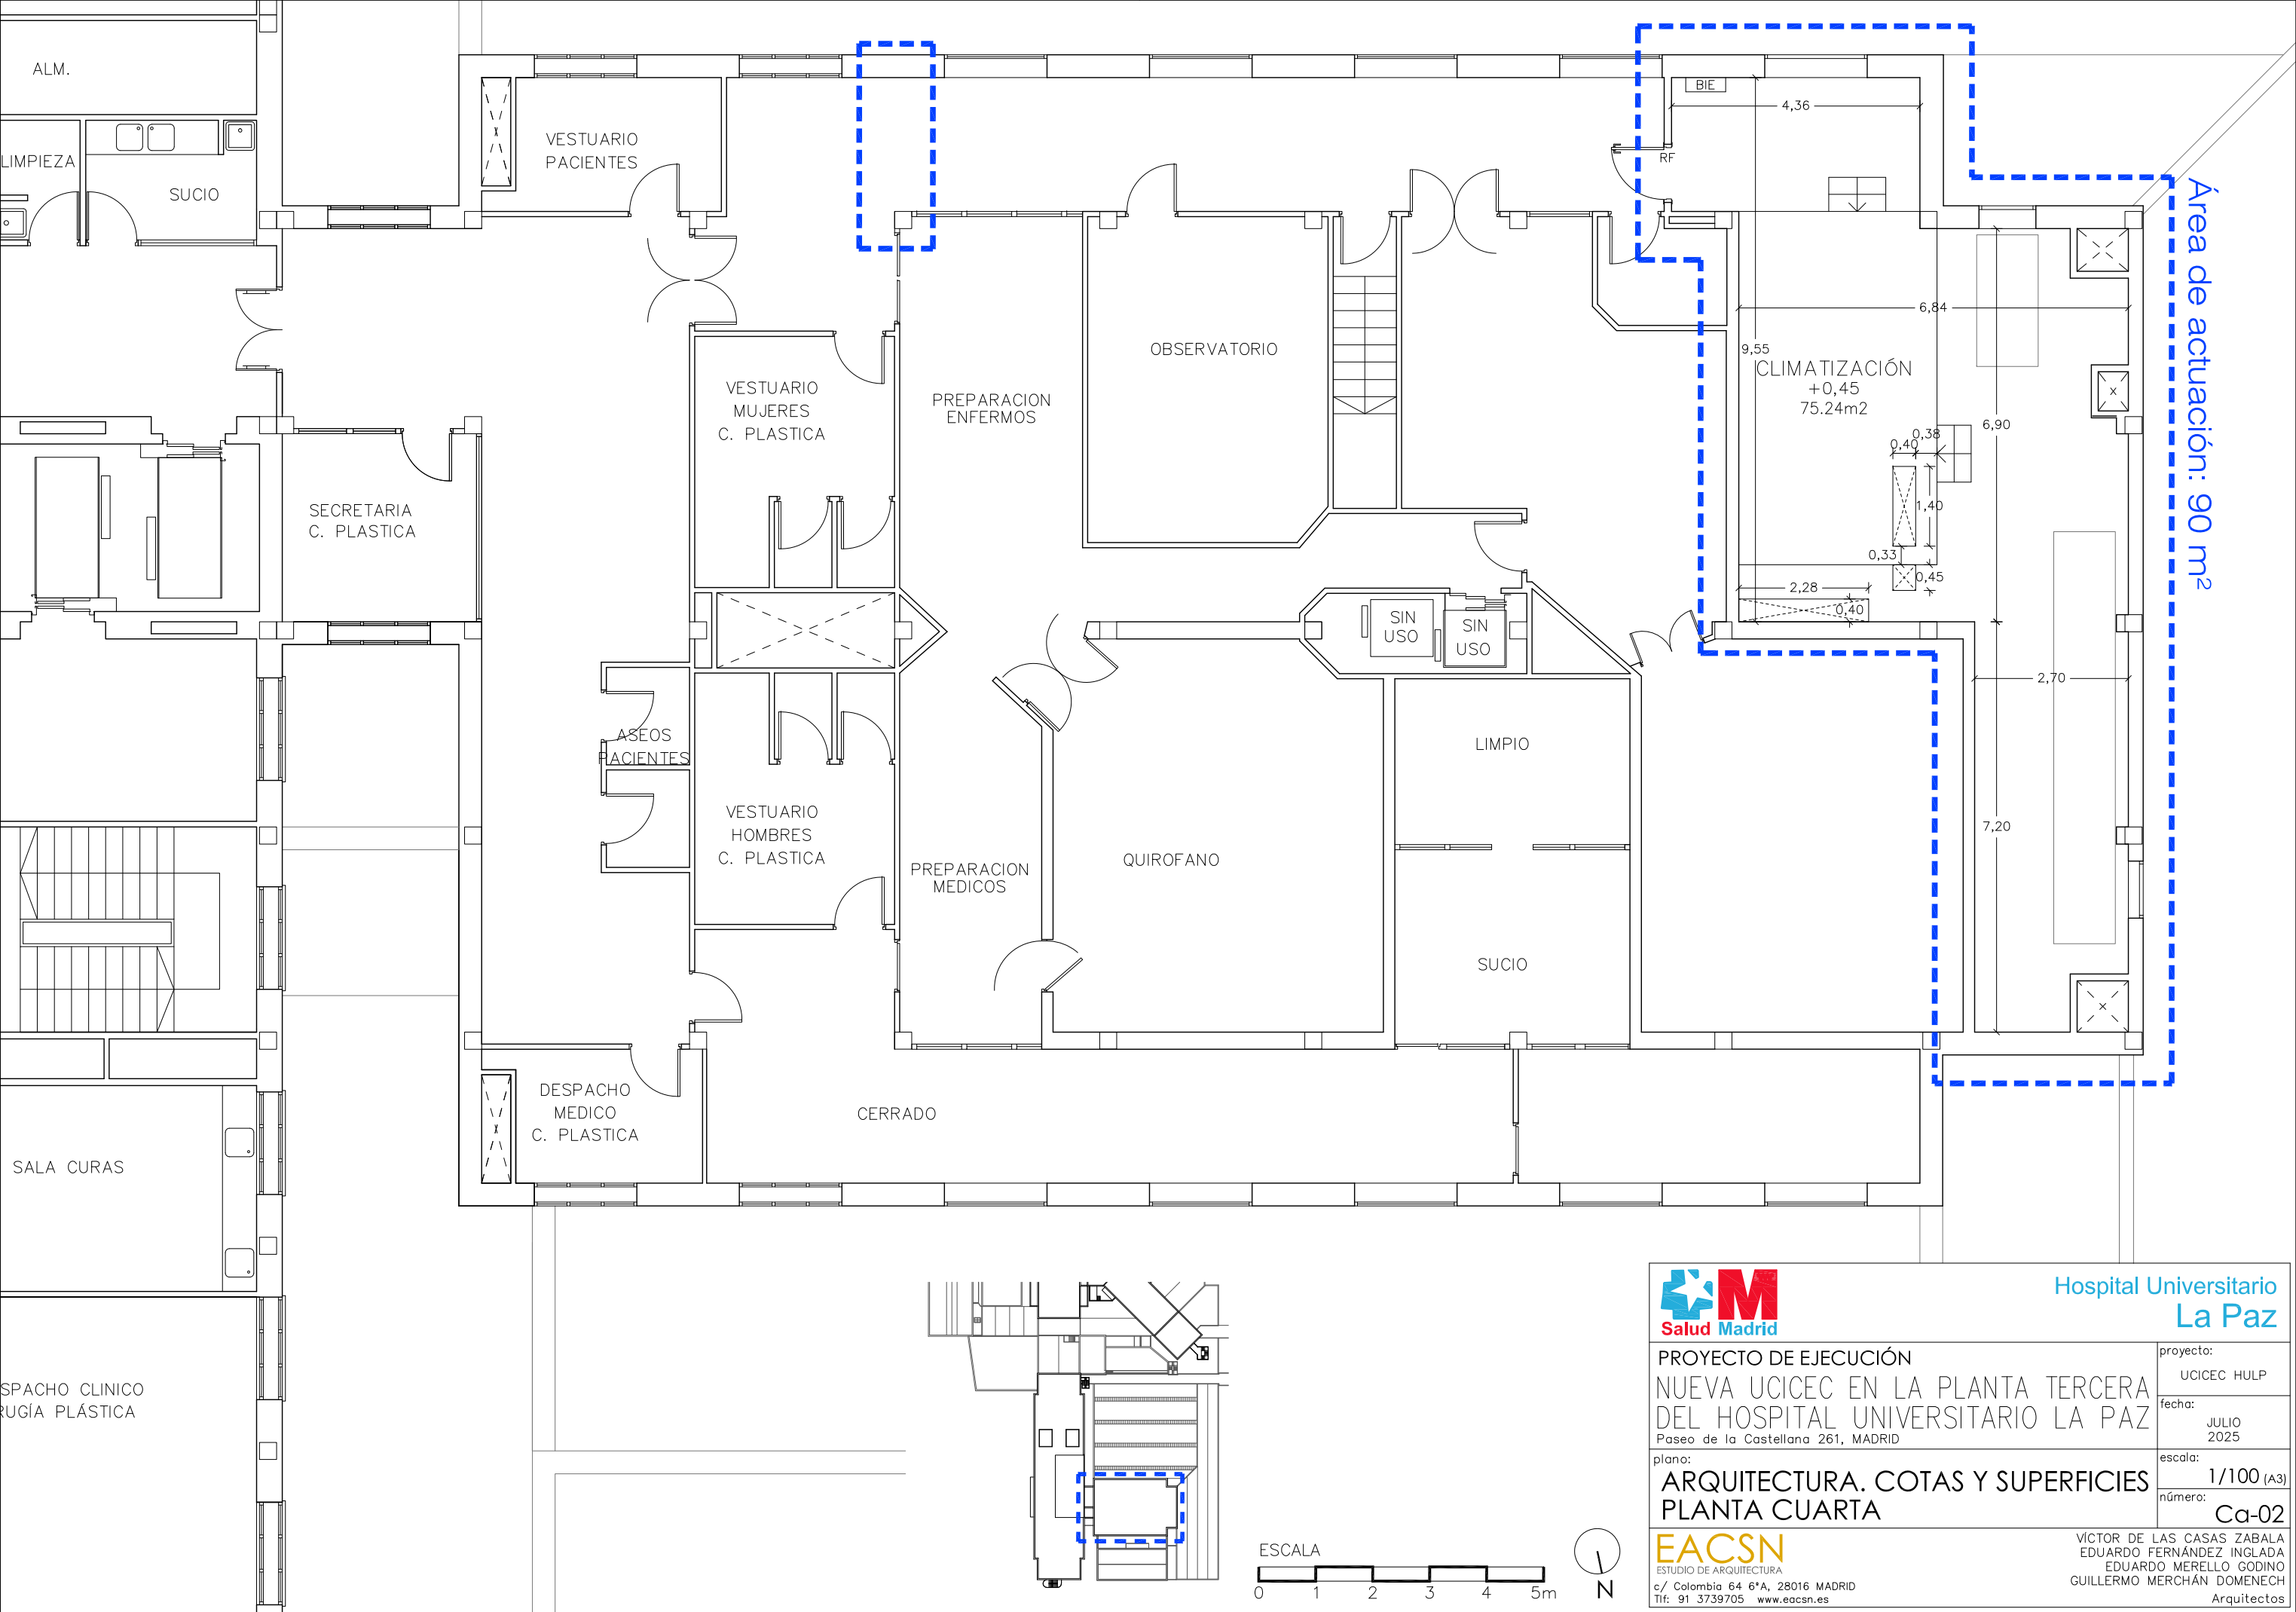 ALM.
LIMPIEZA
SUCIO
VESTUARIO
PACIENTES
BIE
4,36
RF
Área de actuación: 90 m²
6,84
9,55
CLIMATIZACIÓN
+0,45
75.24m2
6,90
0,38
0,40
1,40
0,33
0,45
2,28
0,40
2,70
7,20
OBSERVATORIO
PREPARACION
ENFERMOS
VESTUARIO
MUJERES
C. PLASTICA
SECRETARIA
C. PLASTICA
SIN
USO
SIN
USO
ASEOS
PACIENTES
LIMPIO
VESTUARIO
HOMBRES
C. PLASTICA
PREPARACION
MEDICOS
QUIROFANO
SUCIO
DESPACHO
MEDICO
C. PLASTICA
CERRADO
SALA CURAS
SPACHO CLINICO
RUGÍA PLÁSTICA
ESCALA
0 1 2 3 4 5m
N
Salud Madrid
Hospital Universitario
La Paz
PROYECTO DE EJECUCIÓN
NUEVA UCICEC EN LA PLANTA TERCERA
DEL HOSPITAL UNIVERSITARIO LA PAZ
Paseo de la Castellana 261, MADRID
proyecto:
UCICEC HULP
fecha:
JULIO
2025
plano:
ARQUITECTURA. COTAS Y SUPERFICIES
PLANTA CUARTA
escala:
1/100 (A3)
número:
Ca-02
EACSN
ESTUDIO DE ARQUITECTURA
c/ Colombia 64 6ºA, 28016 MADRID
Tlf: 91 3739705 www.eacsn.es
VÍCTOR DE LAS CASAS ZABALA
EDUARDO FERNÁNDEZ INGLADA
EDUARDO MERELLO GODINO
GUILLERMO MERCHÁN DOMENECH
Arquitectos